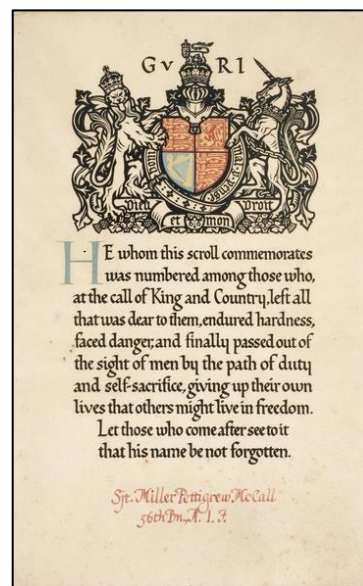 G V R I
Dieu et mon Droit
HE whom this scroll commemorates
was numbered among those who,
at the call of King and Country, left all
that was dear to them, endured hardness,
faced danger, and finally passed out of
the sight of men by the path of duty
and self-sacrifice, giving up their own
lives that others might live in freedom.
Let those who come after see to it
that his name be not forgotten.
Sjt. Miller Pettigrew McCall
56th Bn, A. I. F.